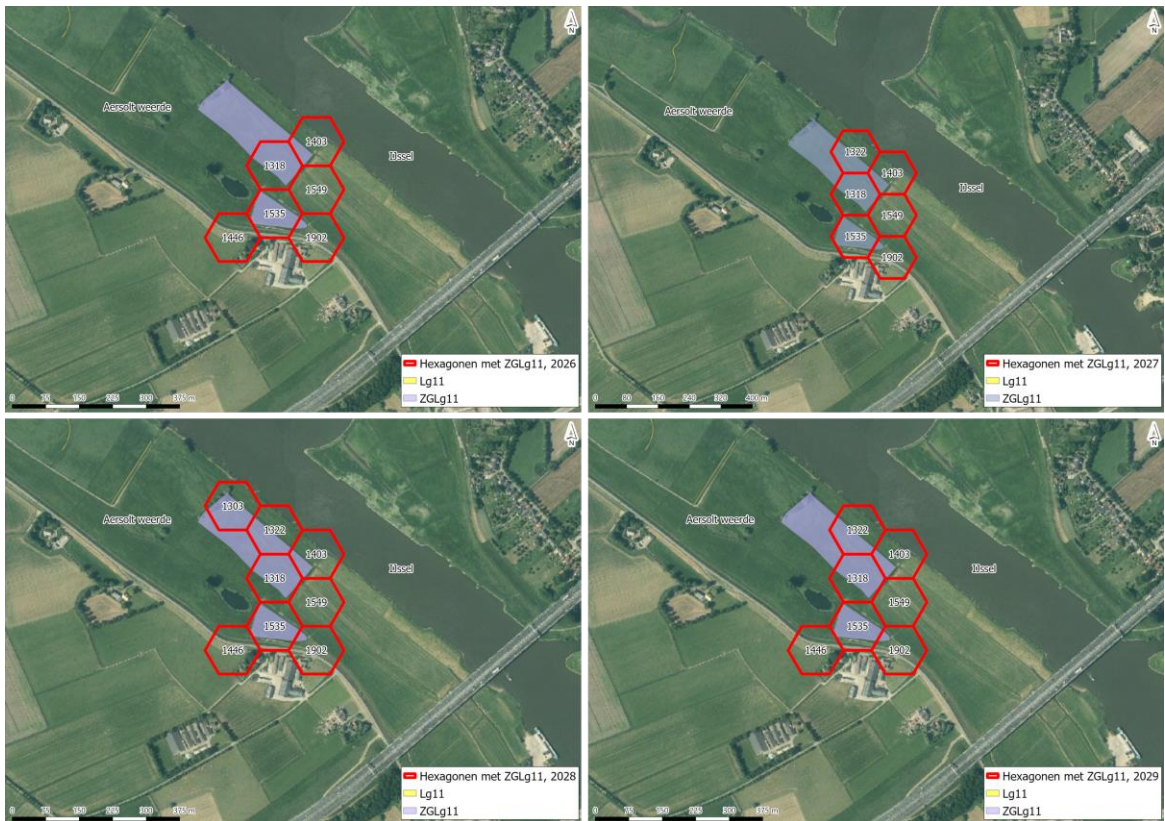 N
Aersolt weerde
1403
IJssel
1318
1549
1535
1446
1902
Hexagonen met ZGLg11, 2026
Lg11
ZGLg11
0 75 150 225 300 375 m
N
Aersolt weerde
1322
1403
IJssel
1318
1549
1535
1902
Hexagonen met ZGLg11, 2027
Lg11
ZGLg11
0 80 160 240 320 400 m
N
1303
Aersolt weerde
1322
1403
IJssel
1318
1549
1535
1446
1902
Hexagonen met ZGLg11, 2028
Lg11
ZGLg11
0 75 150 225 300 375 m
N
Aersolt weerde
1322
1403
IJssel
1318
1549
1535
1446
1902
Hexagonen met ZGLg11, 2029
Lg11
ZGLg11
0 75 150 225 300 375 m